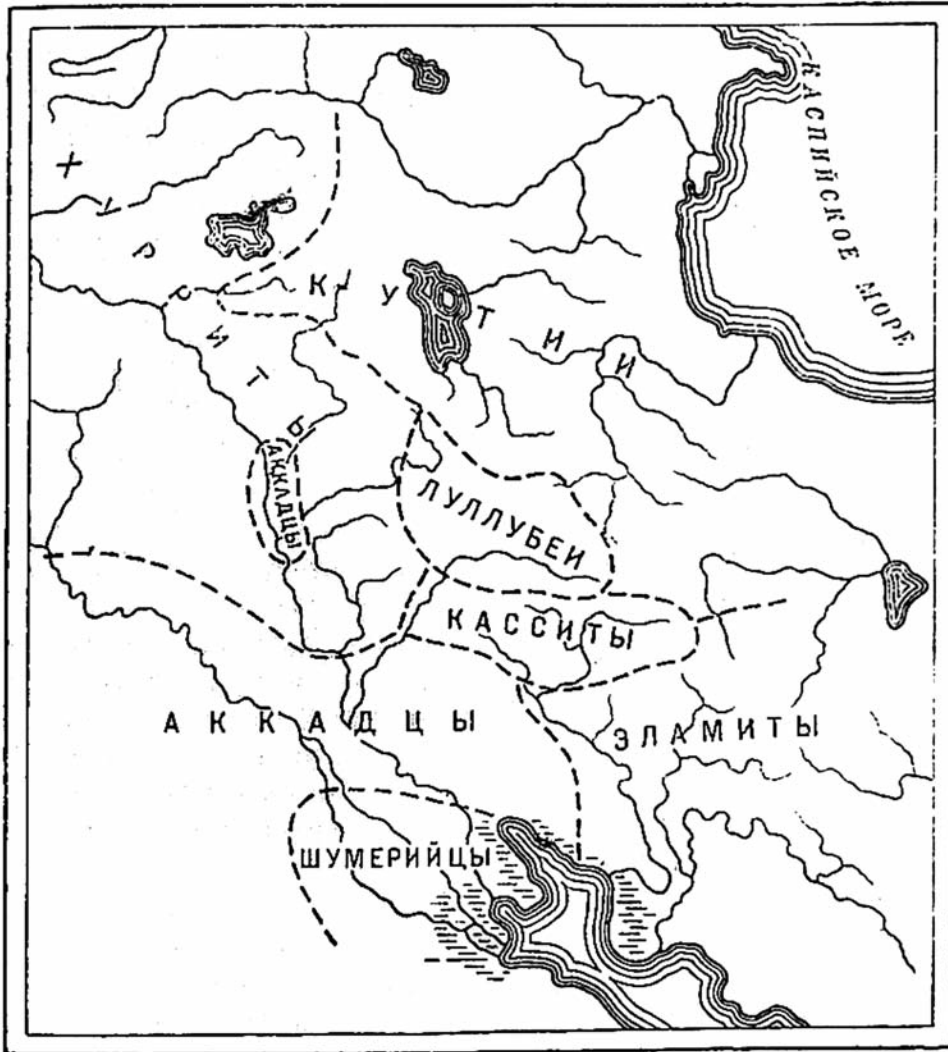 КАСПИЙСКОЕ МОРЕ
ХУРРИТЫ
КУТИИ
АККАДЦЫ
ЛУЛЛУБЕИ
КАССИТЫ
АККАДЦЫ
ЭЛАМИТЫ
ШУМЕРИЙЦЫ